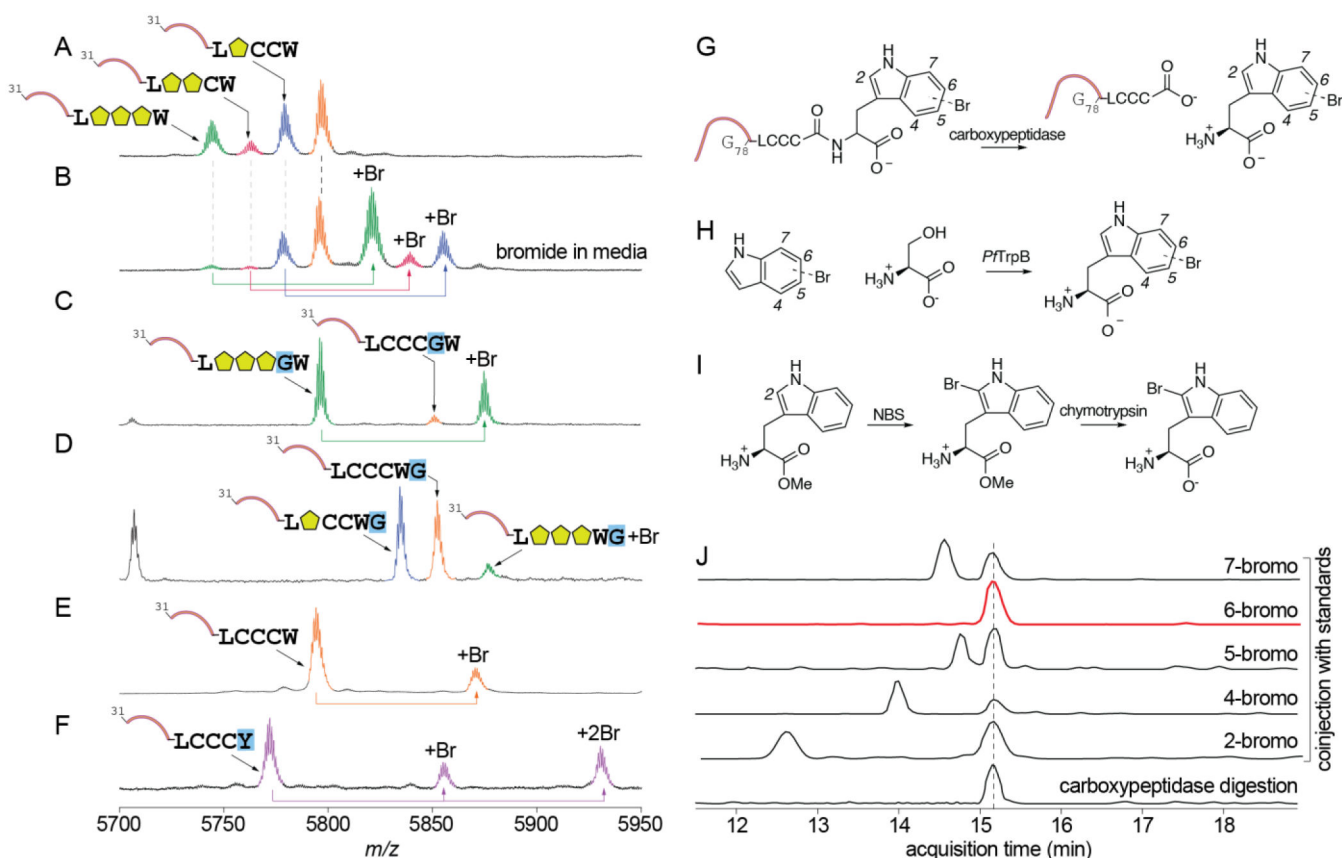 A
31
L CCW
31
L CW
31
L W
B
+Br
+Br
+Br
bromide in media
C
31
LCCCGW
31
L GW
+Br
D
31
LCCCWG
31
L CCWG
31
L WG+Br
E
31
LCCCW
+Br
F
31
LCCCY
+Br
+2Br
5700 5750 5800 5850 5900 5950
m/z
G
H
N
2
7
6
Br
5
4
G78
LCCC
O
N
H
O
O−
carboxypeptidase
G78
LCCC
O
O-
H
N
2
7
6
Br
5
4
H3N+
O
O−
H
H
N
7
6
Br
5
4
OH
H3N+
O
O-
PfTrpB
H
N
7
6
Br
5
4
H3N+
O
O−
I
H
N
2
H3N+
O
OMe
NBS
Br
H
N
H3N+
O
OMe
chymotrypsin
Br
H
N
H3N+
O
O-
J
7-bromo
6-bromo
5-bromo
4-bromo
2-bromo
carboxypeptidase digestion
coinjection with standards
12 13 14 15 16 17 18
acquisition time (min)